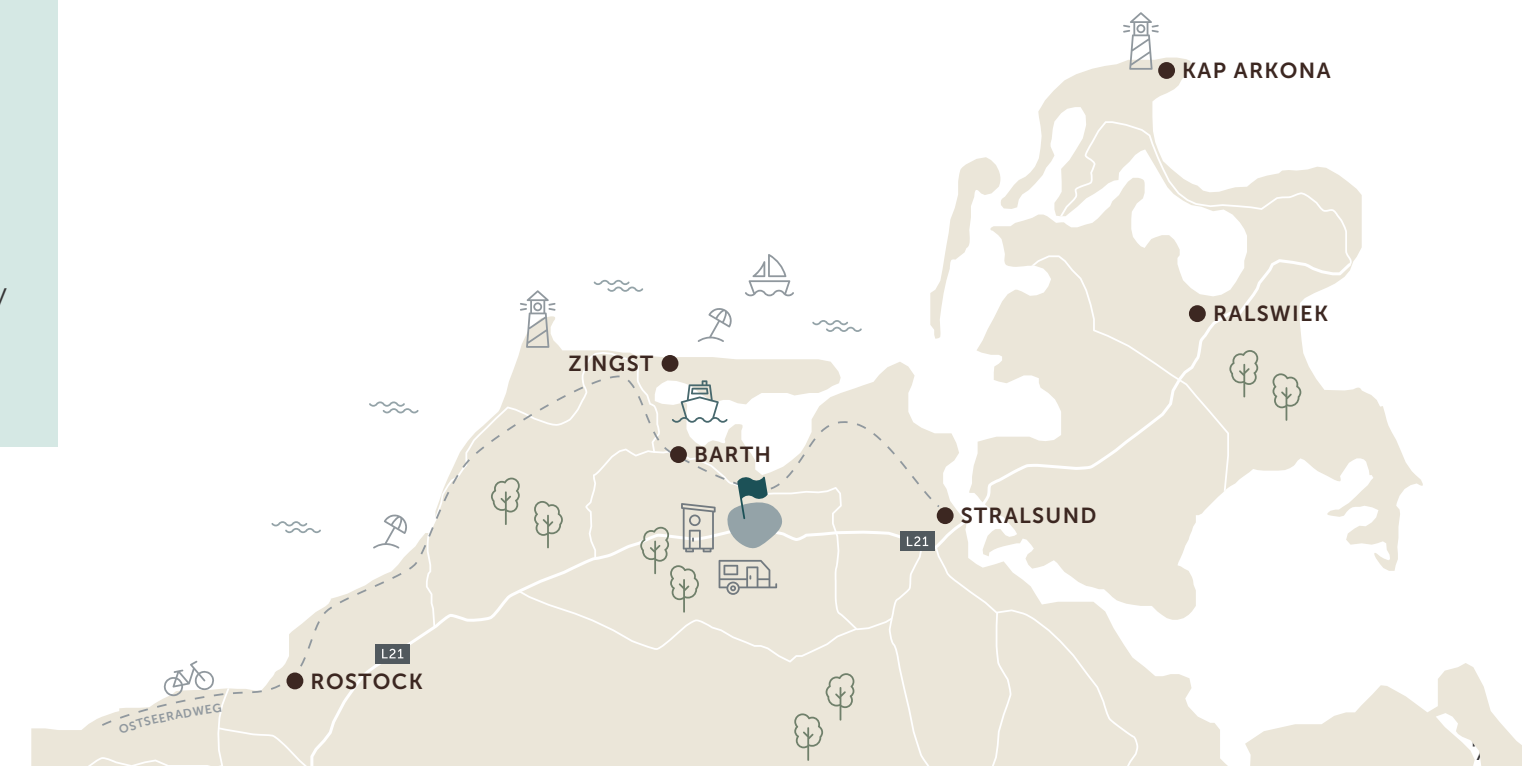 KAP ARKONA
RALSWIEK
ZINGST
BARTH
STRALSUND
L21
L21
ROSTOCK
OSTSEERADWEG